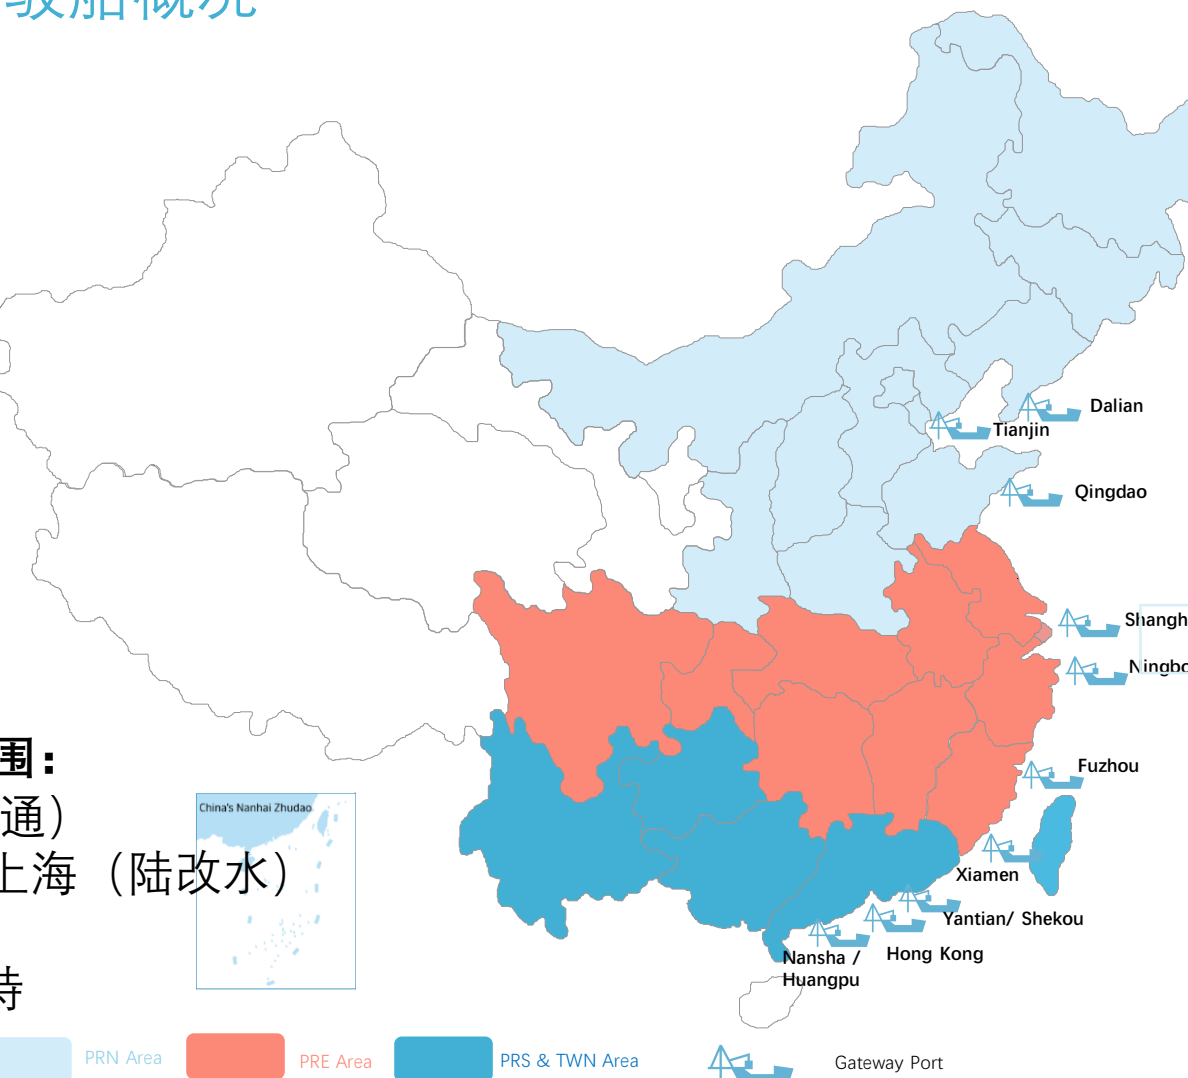 驳船概况
Dalian
Tianjin
Qingdao
Shangh
Ningbo
围：
通）
上海（陆改水）
持
China's Nanhai Zhudao
Fuzhou
Xiamen
Yantian/ Shekou
Hong Kong
Nansha /
Huangpu
PRN Area
PRE Area
PRS & TWN Area
Gateway Port